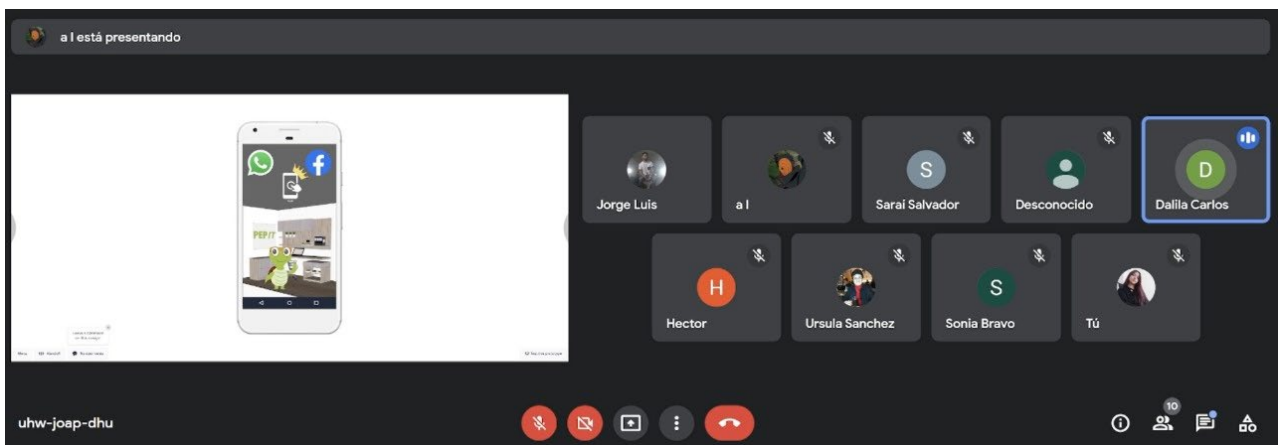 a l está presentando
PEPIT
Jorge Luis
a l
Sarai Salvador
Desconocido
D
Dalila Carlos
S
H
Hector
Ursula Sanchez
S
Sonia Bravo
Tú
uhw-joap-dhu
10